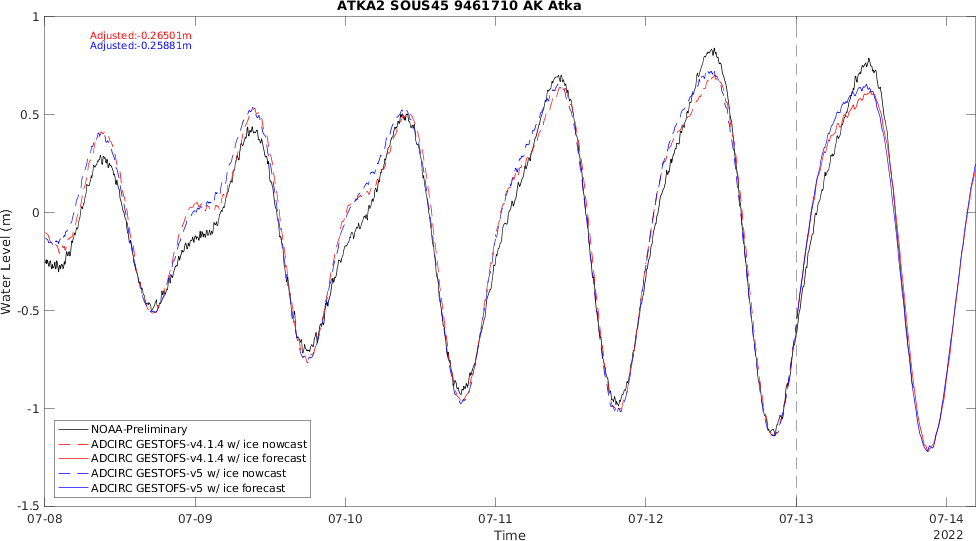 ATKA2 SOUS45 9461710 AK Atka
Adjusted:-0.26501m
Adjusted:-0.25881m
1
0.5
0
-0.5
-1
-1.5
Water Level (m)
NOAA-Preliminary
ADCIRC GESTOFS-v4.1.4 w/ ice nowcast
ADCIRC GESTOFS-v4.1.4 w/ ice forecast
ADCIRC GESTOFS-v5 w/ ice nowcast
ADCIRC GESTOFS-v5 w/ ice forecast
07-08 07-09 07-10 07-11 07-12 07-13 07-14
Time
2022